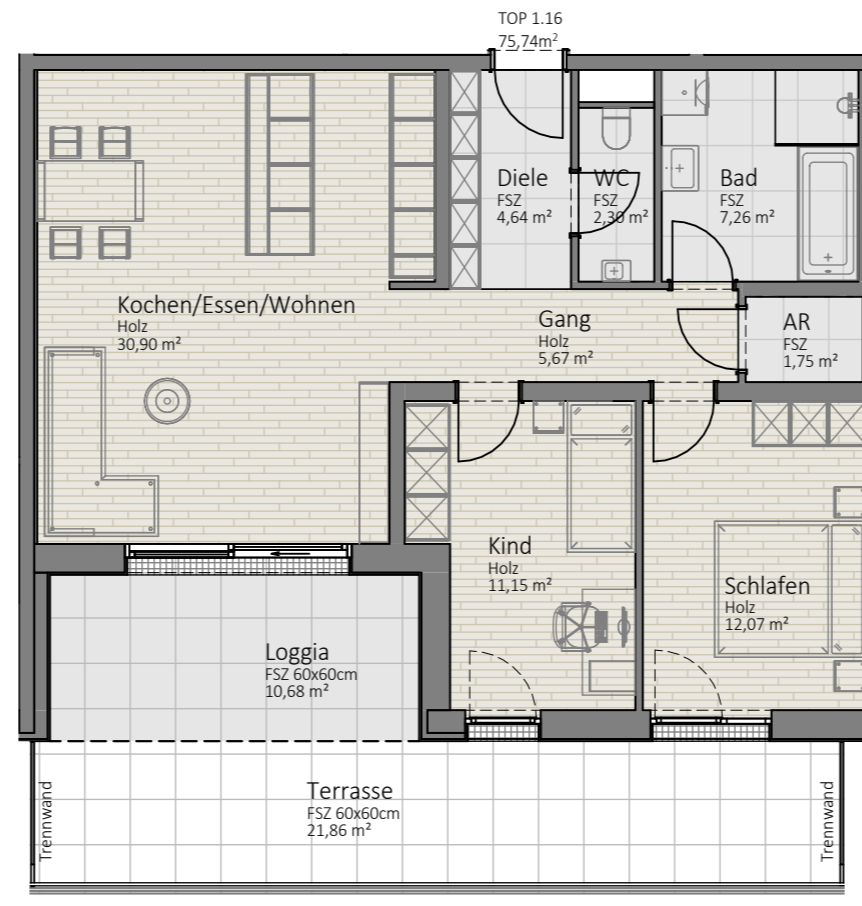 TOP 1.16
75,74m²
Diele
FSZ
4,64 m²
WC
FSZ
2,30 m²
Bad
FSZ
7,26 m²
Kochen/Essen/Wohnen
Holz
30,90 m²
Gang
Holz
5,67 m²
AR
FSZ
1,75 m²
Kind
Holz
11,15 m²
Schlafen
Holz
12,07 m²
Loggia
FSZ 60x60cm
10,68 m²
Terrasse
FSZ 60x60cm
21,86 m²
Trennwand
Trennwand